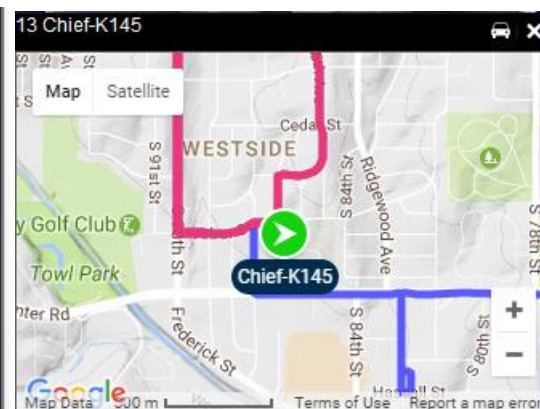 13 Chief-K145
Map Satellite
Cedar St
WESTSIDE
S 91st St
S 84th St
Ridgewood Ave
S 78th St
y Golf Club
Towl Park
Chief-K145
nter Rd
Frederick St
S 84th St
S 80th St
+
−
Google
Map Data 500 m Terms of Use Report a map error